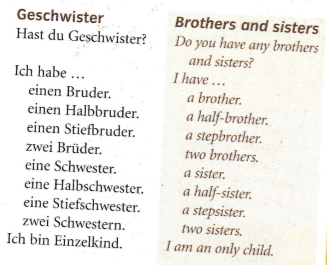 Geschwister
Hast du Geschwister?
Ich habe …
einen Bruder.
einen Halbbruder.
einen Stiefbruder.
zwei Brüder.
eine Schwester.
eine Halbschwester.
eine Stiefschwester.
zwei Schwestern.
Ich bin Einzelkind.
Brothers and sisters
Do you have any brothers
and sisters?
I have …
a brother.
a half-brother.
a stepbrother.
two brothers.
a sister.
a half-sister.
a stepsister.
two sisters.
I am an only child.